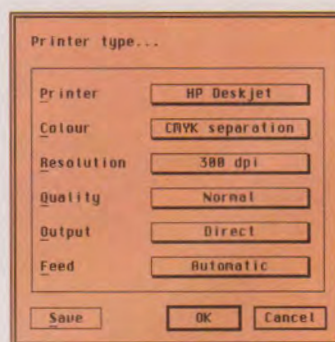 Printer type...
Printer HP Deskjet
Colour CMYK separation
Resolution 300 dpi
Quality Normal
Output Direct
Feed Automatic
Save OK Cancel